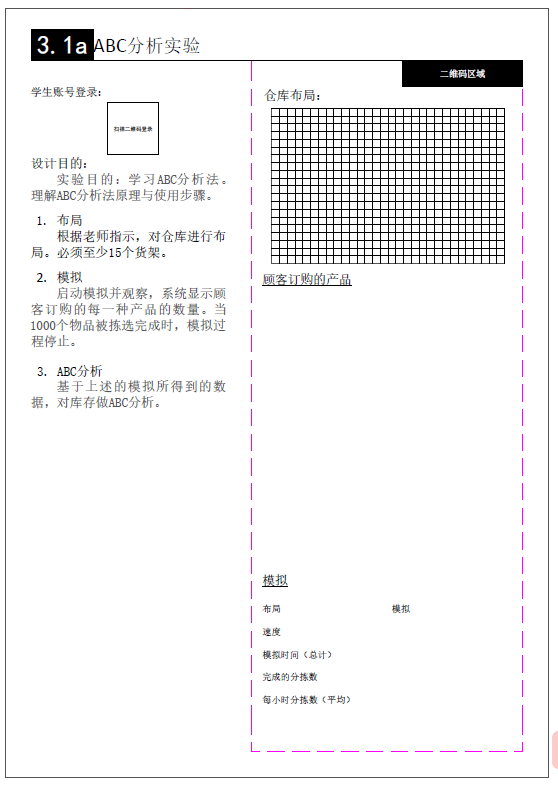 3.1a ABC分析实验
二维码区域
学生账号登录：
扫描二维码登录
设计目的：
实验目的：学习ABC分析法。
理解ABC分析法原理与使用步骤。
1. 布局
根据老师指示，对仓库进行布
局。必须至少15个货架。
2. 模拟
启动模拟并观察，系统显示顾
客订购的每一种产品的数量。当
1000个物品被拣选完成时，模拟过
程停止。
3. ABC分析
基于上述的模拟所得到的数
据，对库存做ABC分析。
仓库布局：
顾客订购的产品
模拟
布局 模拟
速度
模拟时间（总计）
完成的分拣数
每小时分拣数（平均）